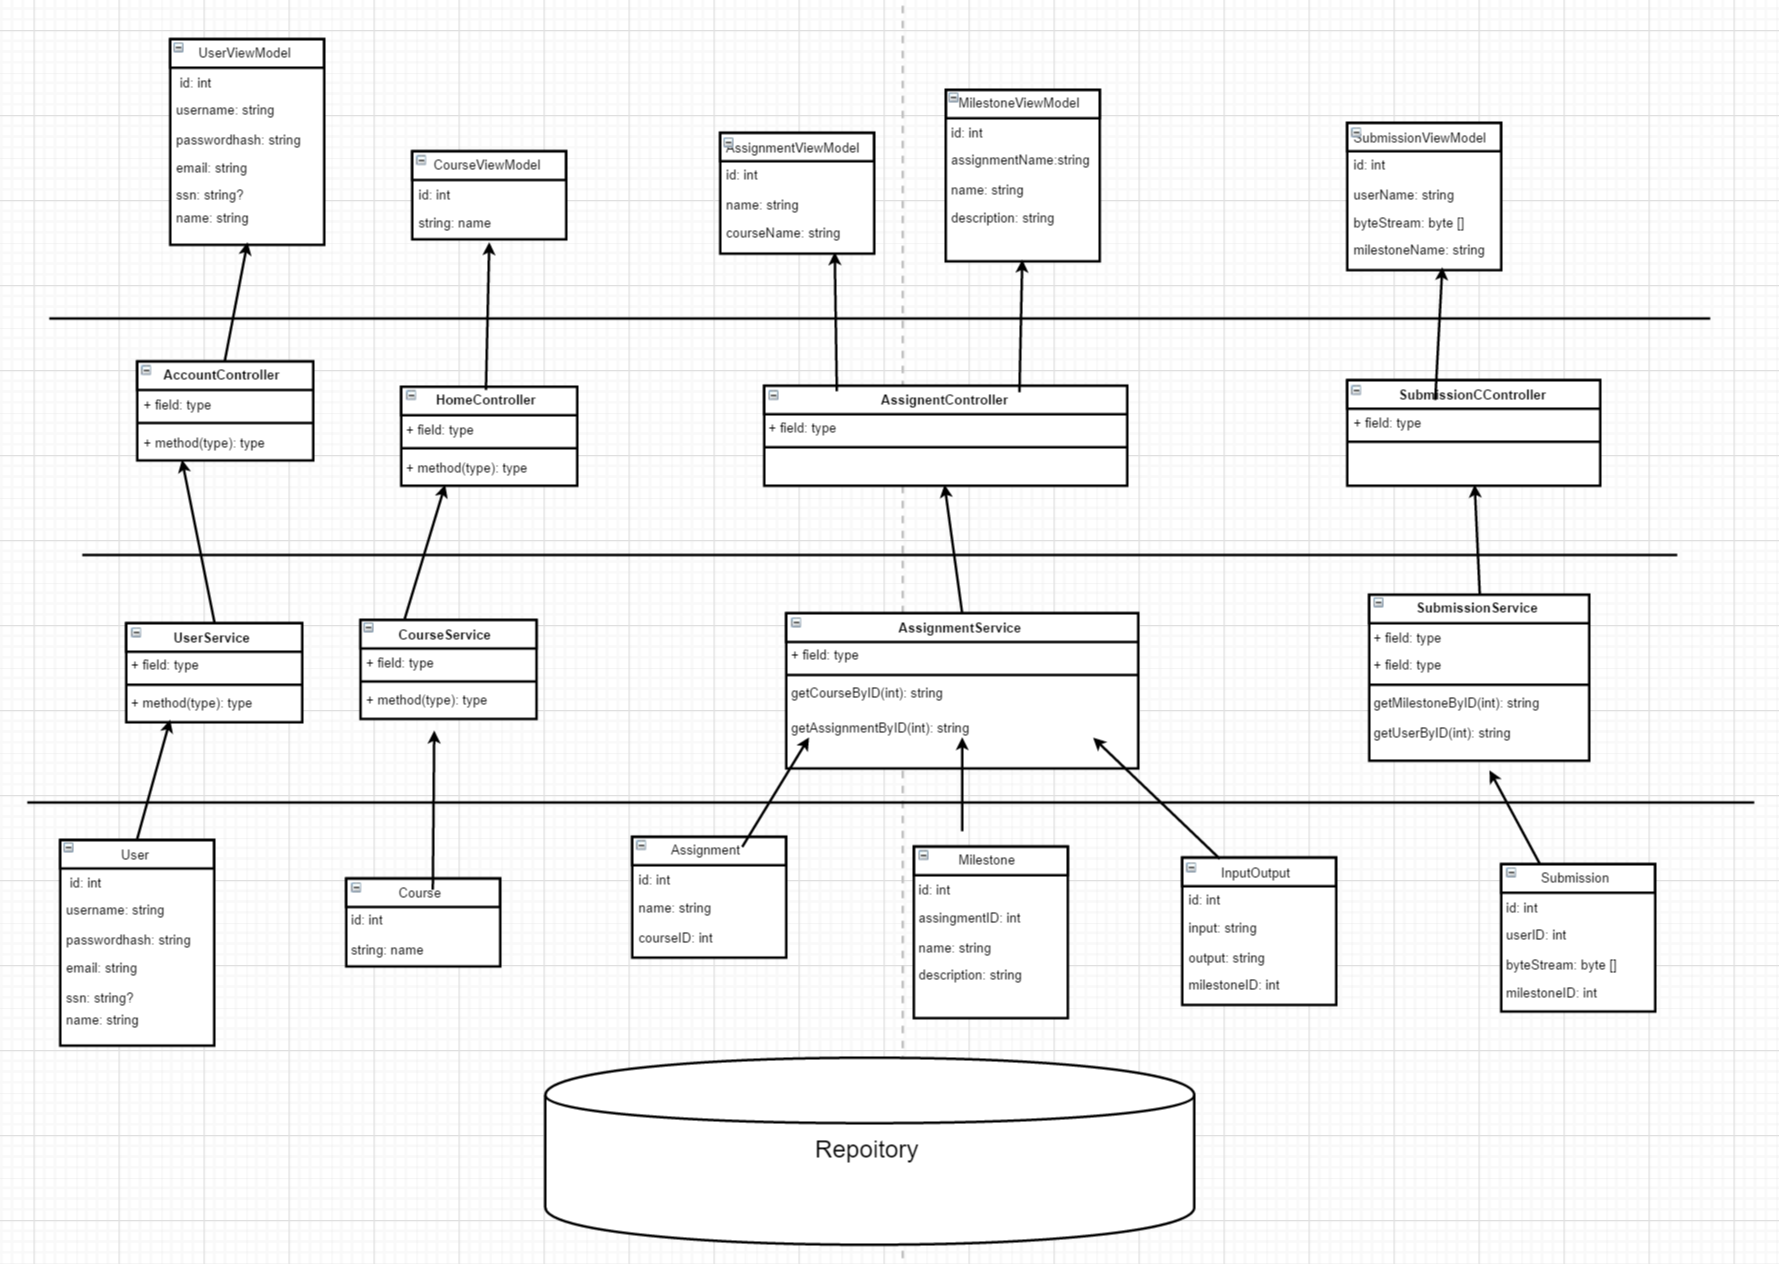 UserViewModel
id: int
username: string
passwordhash: string
email: string
ssn: string?
name: string
CourseViewModel
id: int
string: name
AssignmentViewModel
id: int
name: string
courseName: string
MilestoneViewModel
id: int
assignmentName:string
name: string
description: string
SubmissionViewModel
id: int
userName: string
byteStream: byte []
milestoneName: string
AccountController
+ field: type
+ method(type): type
HomeController
+ field: type
+ method(type): type
AssignentController
+ field: type
SubmissionCController
+ field: type
UserService
+ field: type
+ method(type): type
CourseService
+ field: type
+ method(type): type
AssignmentService
+ field: type
getCourseByID(int): string
getAssignmentByID(int): string
SubmissionService
+ field: type
+ field: type
getMilestoneByID(int): string
getUserByID(int): string
User
id: int
username: string
passwordhash: string
email: string
ssn: string?
name: string
Course
id: int
string: name
Assignment
id: int
name: string
courseID: int
Milestone
id: int
assingmentID: int
name: string
description: string
InputOutput
id: int
input: string
output: string
milestoneID: int
Submission
id: int
userID: int
byteStream: byte []
milestoneID: int
Repoitory